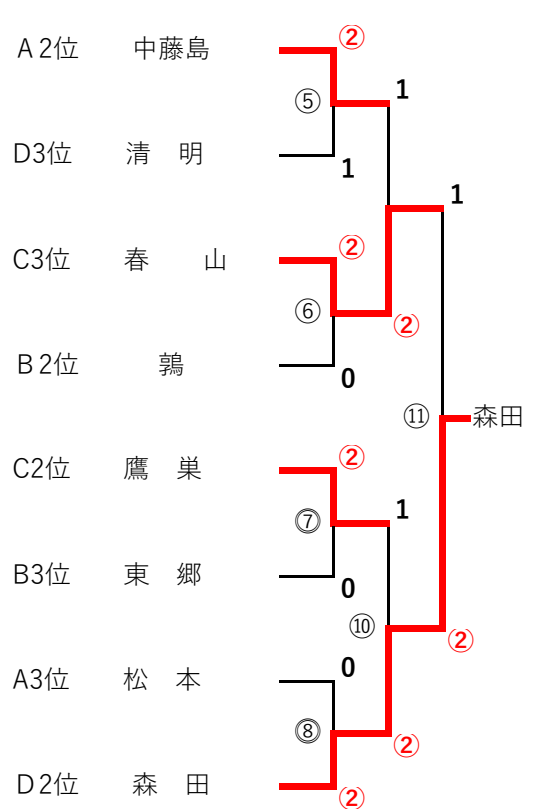 ②
A２位 中藤島
1
⑤
D3位 清　明
1
1
②
C3位 春　　山
⑥
②
B２位 鶉
0
⑪ 森田
②
C2位 鷹　巣
1
⑦
B3位 東　郷
0
⑩
②
0
A3位 松　本
⑧
②
D２位 森　田
②